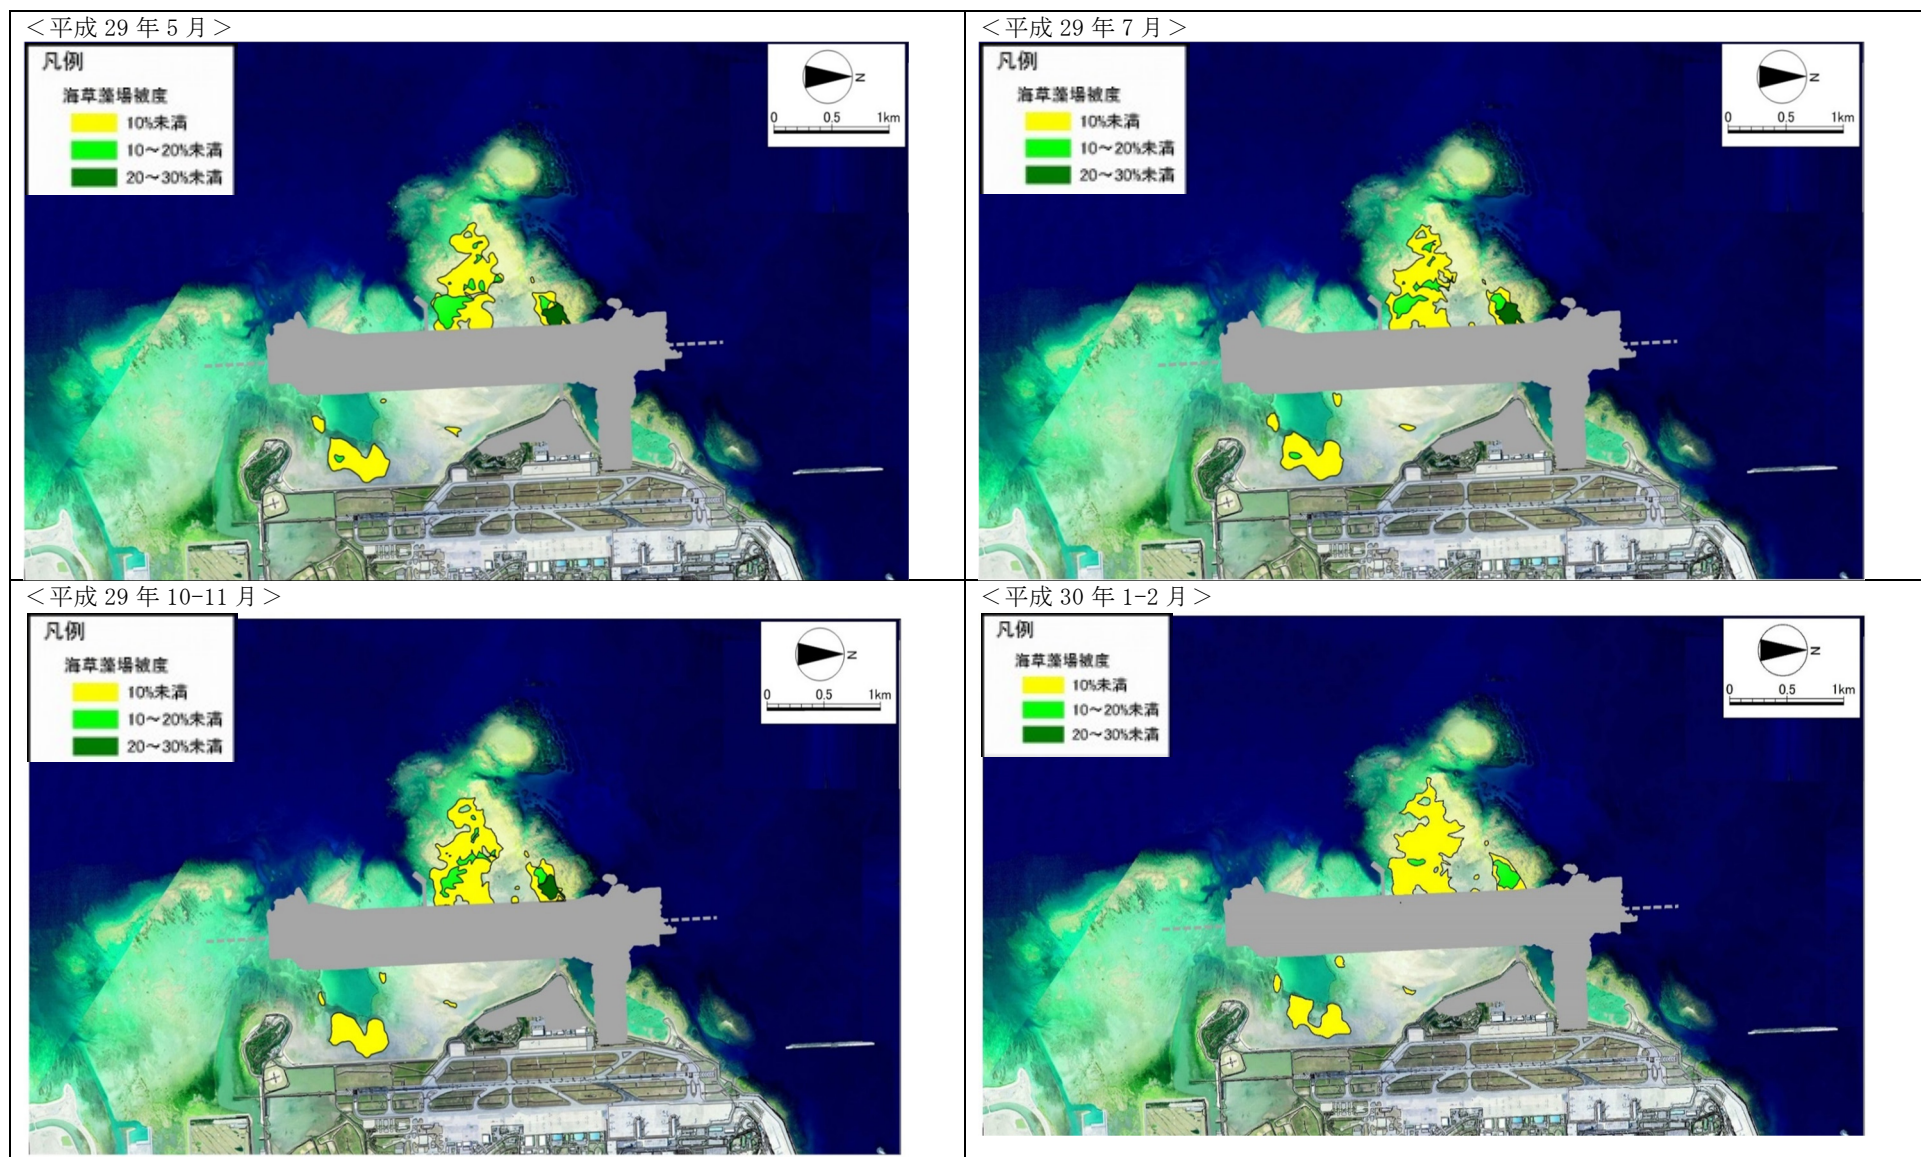 ＜平成 29 年 5 月＞
凡例
海草藻場被度
10%未満
10～20%未満
20～30%未満
N
0 0.5 1km
＜平成 29 年 7 月＞
凡例
海草藻場被度
10%未満
10～20%未満
20～30%未満
N
0 0.5 1km
＜平成 29 年 10-11 月＞
凡例
海草藻場被度
10%未満
10～20%未満
20～30%未満
N
0 0.5 1km
＜平成 30 年 1-2 月＞
凡例
海草藻場被度
10%未満
10～20%未満
20～30%未満
N
0 0.5 1km